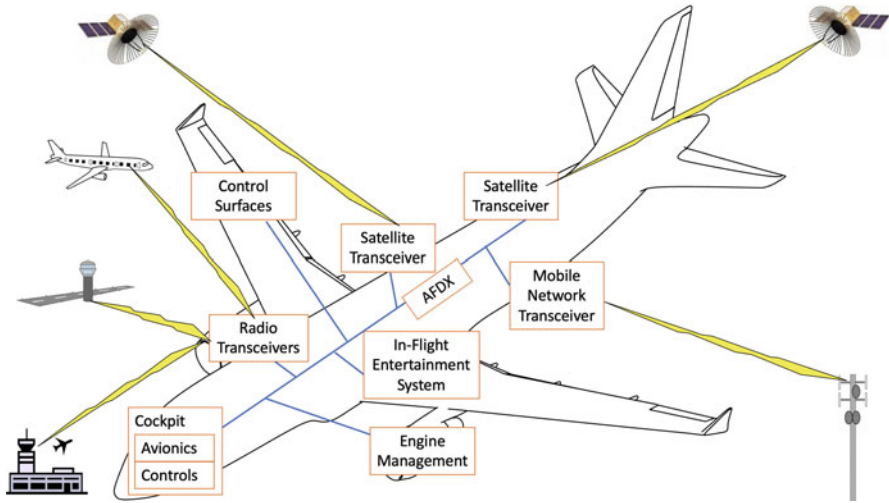 Control
Surfaces
Satellite
Transceiver
Satellite
Transceiver
AFDX
Mobile
Network
Transceiver
Radio
Transceivers
In-Flight
Entertainment
System
Cockpit
Avionics
Controls
Engine
Management